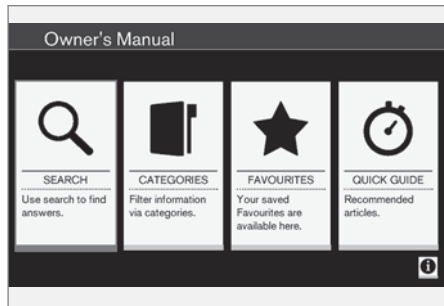 Owner's Manual
SEARCH
Use search to find
answers.
CATEGORIES
Filter information
via categories.
FAVOURITES
Your saved
Favourites are
available here.
QUICK GUIDE
Recommended
articles.